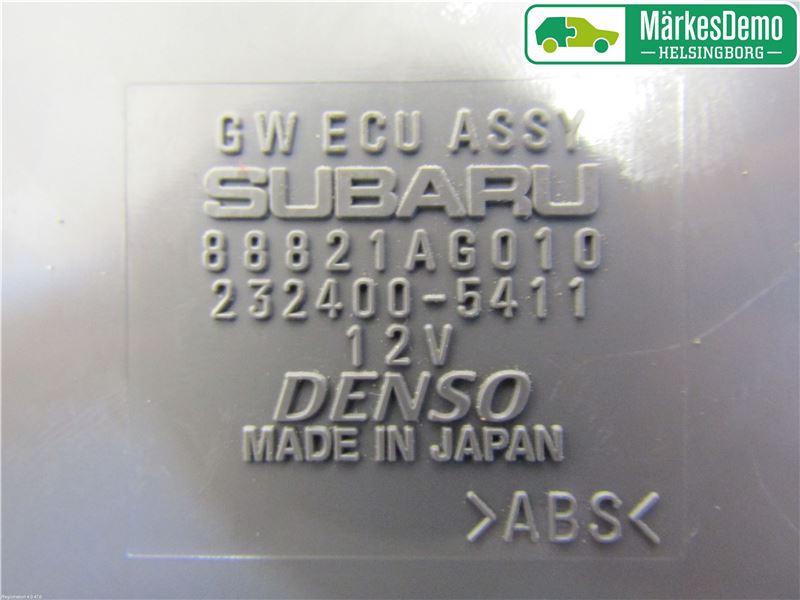 MärkesDemo
HELSINGBORG
GW ECU ASSY
SUBARU
88821AG010
232400-5411
12V
DENSO
MADE IN JAPAN
>ABS<